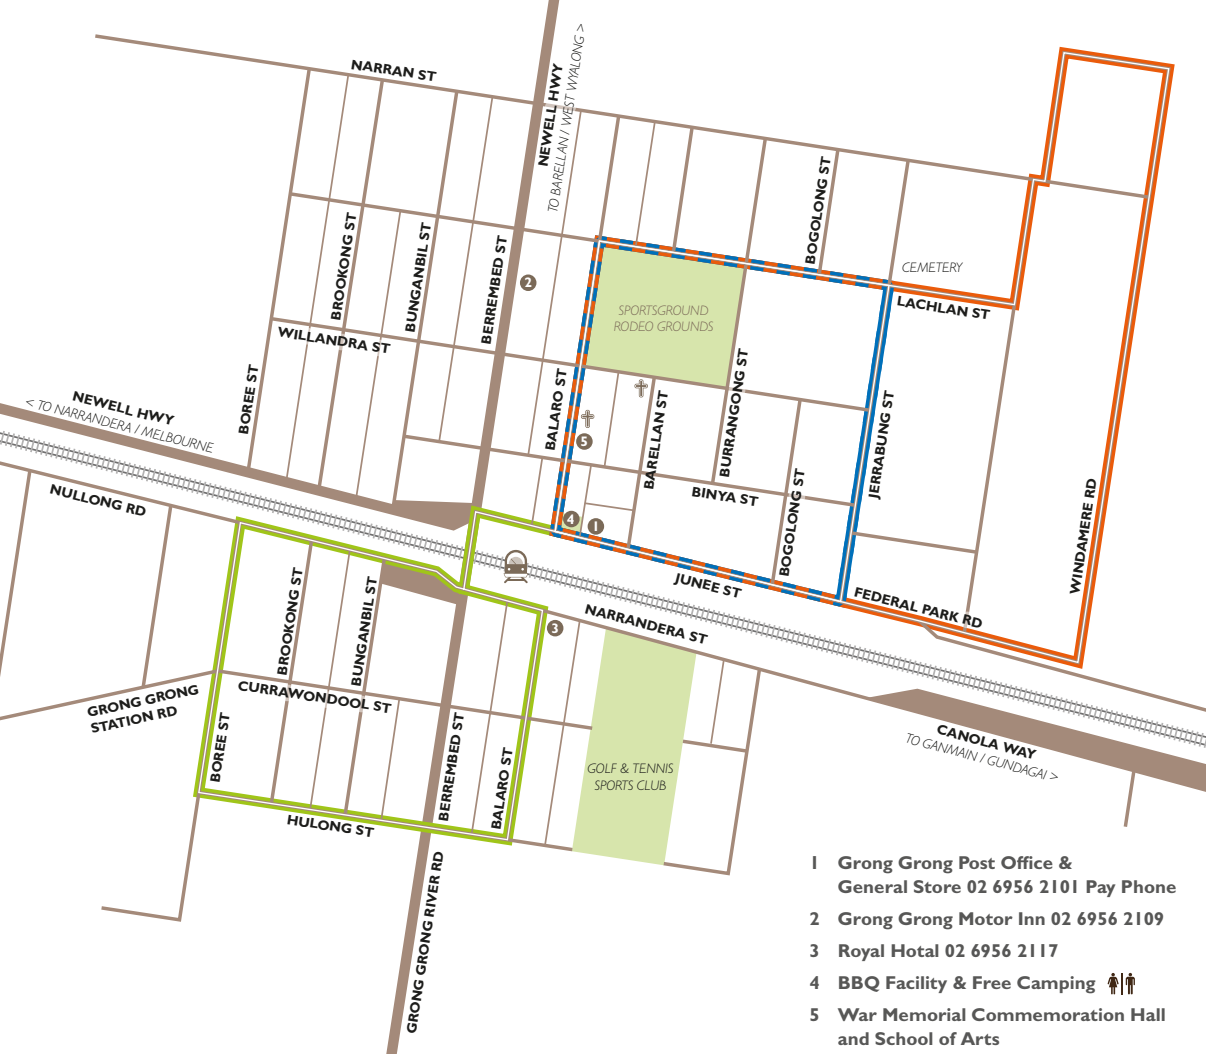 NARRAN ST
NEWELL HWY
TO BARELLAN / WEST WYALONG >
BOGOLONG ST
CEMETERY
LACHLAN ST
BROOKONG ST
BUNGANBIL ST
BERREMBED ST
2
SPORTSGROUND
RODEO GROUNDS
WILLANDRA ST
BOREE ST
BALARO ST
5
BARELLAN ST
BURRANGONG ST
JERRABUNG ST
NEWELL HWY
< TO NARRANDERA / MELBOURNE
NULLONG RD
BINYA ST
BOGOLONG ST
WINDAMERE RD
4
1
JUNEE ST
FEDERAL PARK RD
NARRANDERA ST
3
BROOKONG ST
BUNGANBIL ST
CURRAWONDOOL ST
GRONG GRONG
STATION RD
BOREE ST
BERREMBED ST
BALARO ST
GOLF & TENNIS
SPORTS CLUB
CANOLA WAY
TO GANMAIN / GUNDAGAI >
HULONG ST
GRONG GRONG RIVER RD
1 Grong Grong Post Office &
General Store 02 6956 2101 Pay Phone
2 Grong Grong Motor Inn 02 6956 2109
3 Royal Hotal 02 6956 2117
4 BBQ Facility & Free Camping
5 War Memorial Commemoration Hall
and School of Arts